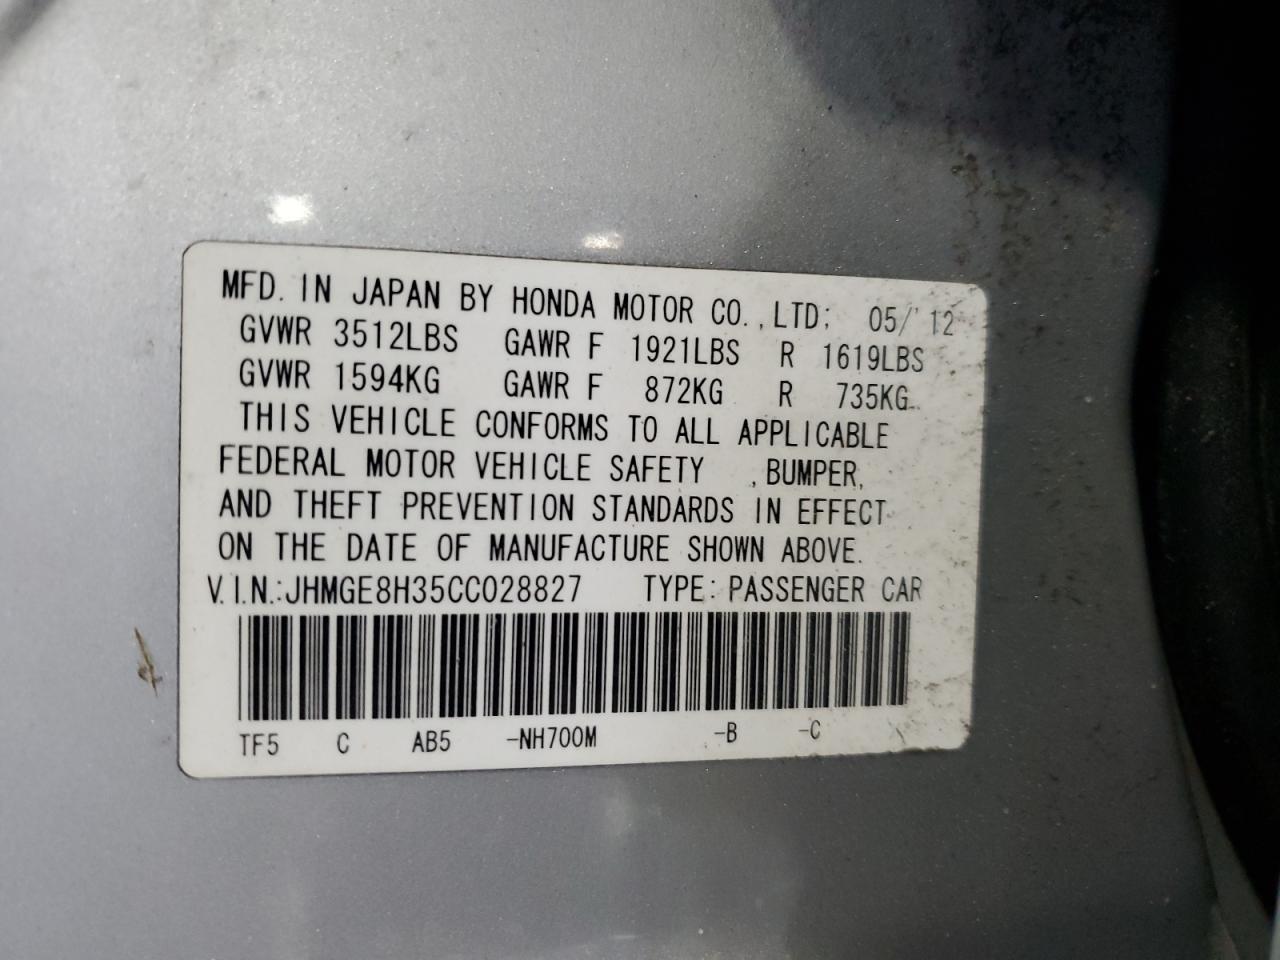 MFD. IN JAPAN BY HONDA MOTOR CO.,LTD; 05/'12
GVWR 3512LBS GAWR F 1921LBS R 1619LBS
GVWR 1594KG GAWR F 872KG R 735KG
THIS VEHICLE CONFORMS TO ALL APPLICABLE
FEDERAL MOTOR VEHICLE SAFETY ,BUMPER,
AND THEFT PREVENTION STANDARDS IN EFFECT
ON THE DATE OF MANUFACTURE SHOWN ABOVE.
V.I.N.:JHMGE8H35CC028827 TYPE: PASSENGER CAR
TF5 C AB5 -NH700M -B -C